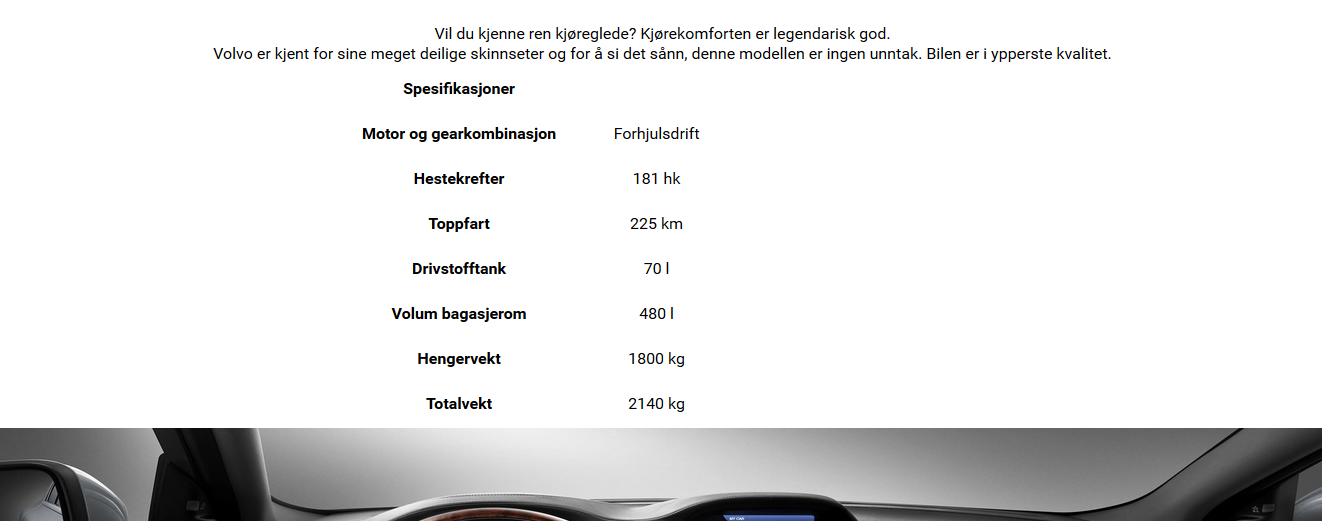 Vil du kjenne ren kjøreglede? Kjørekomforten er legendarisk god.
Volvo er kjent for sine meget deilige skinnseter og for å si det sånn, denne modellen er ingen unntak. Bilen er i ypperste kvalitet.
Spesifikasjoner
Motor og gearkombinasjon Forhjulsdrift
Hestekrefter 181 hk
Toppfart 225 km
Drivstofftank 70 l
Volum bagasjerom 480 l
Hengervekt 1800 kg
Totalvekt 2140 kg
MY CAR